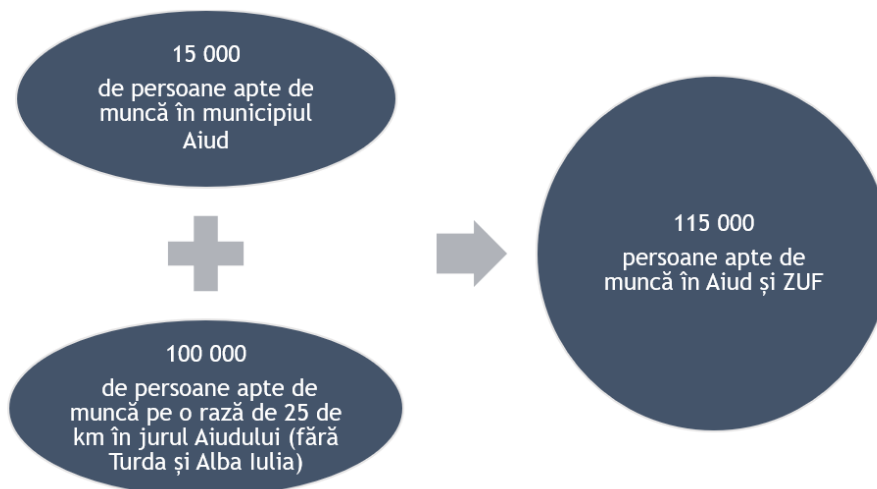 15 000
de persoane apte de
muncă în municipiul
Aiud
100 000
de persoane apte de
muncă pe o rază de 25 de
km în jurul Aiudului (fără
Turda și Alba Iulia)
115 000
persoane apte de
muncă în Aiud și ZUF